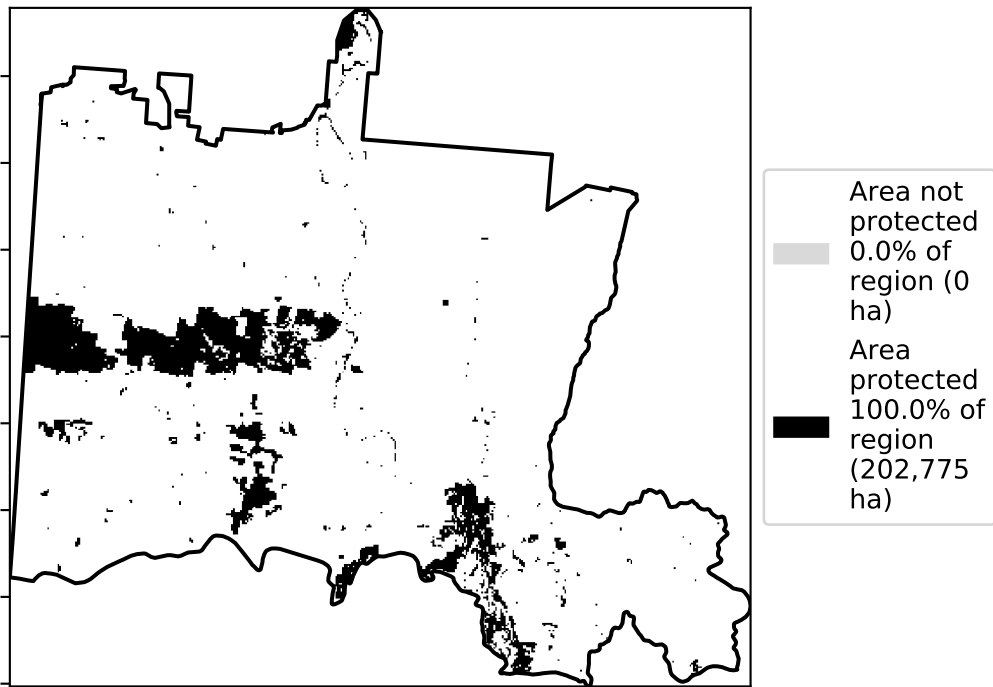 Area not
protected
0.0% of
region (0
ha)
Area
protected
100.0% of
region
(202,775
ha)